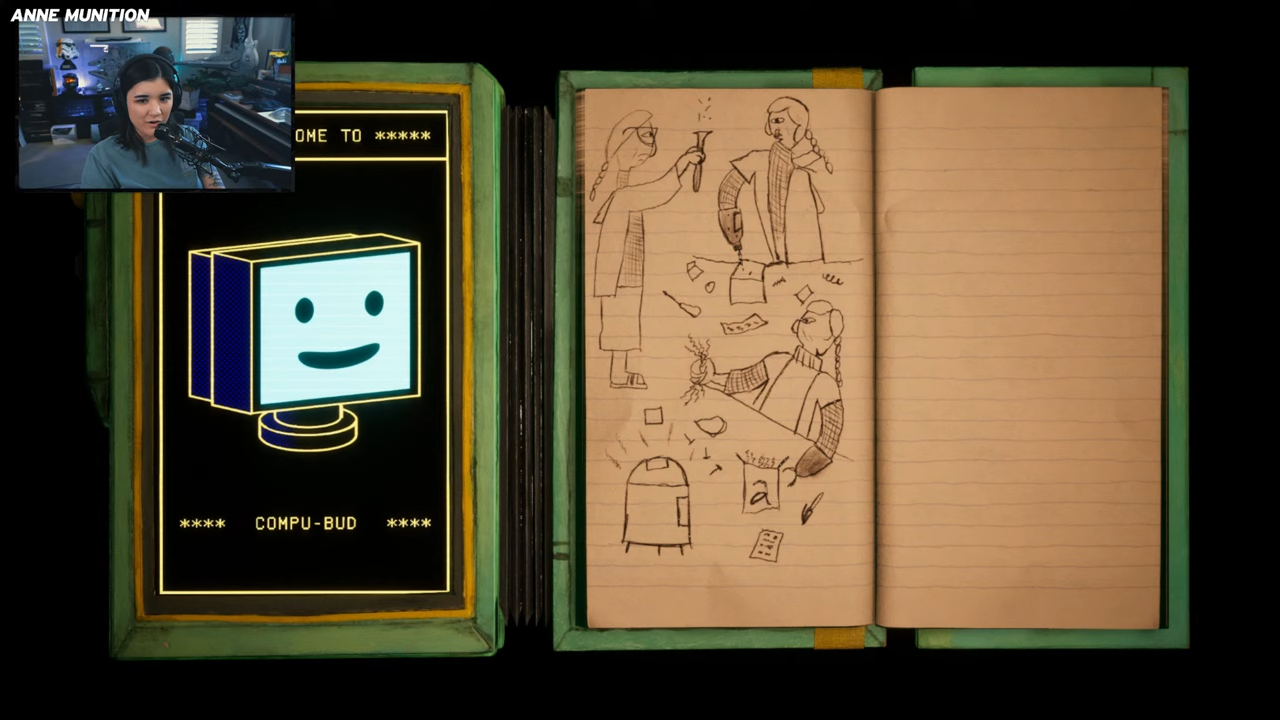 ANNE MUNITION
OME TO *****
**** COMPU-BUD ****
a